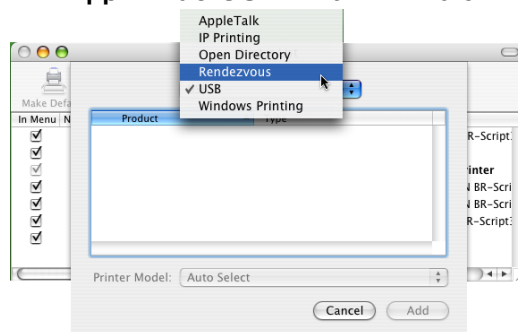 AppleTalk
IP Printing
Open Directory
Rendezvous
✓ USB
Windows Printing
Make Defa
In Menu N
Product Type
R-Script
inter
N BR-Scri
N BR-Scri
R-Script
Printer Model: Auto Select
Cancel Add